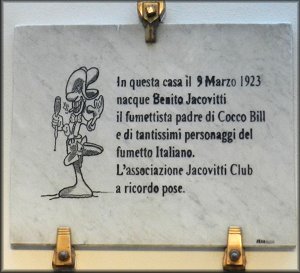 In questa casa il 9 Marzo 1923
nacque Benito Jacovitti
il fumettista padre di Cocco Bill
e di tantissimi personaggi del
fumetto Italiano.
L'associazione Jacovitti Club
a ricordo pose.